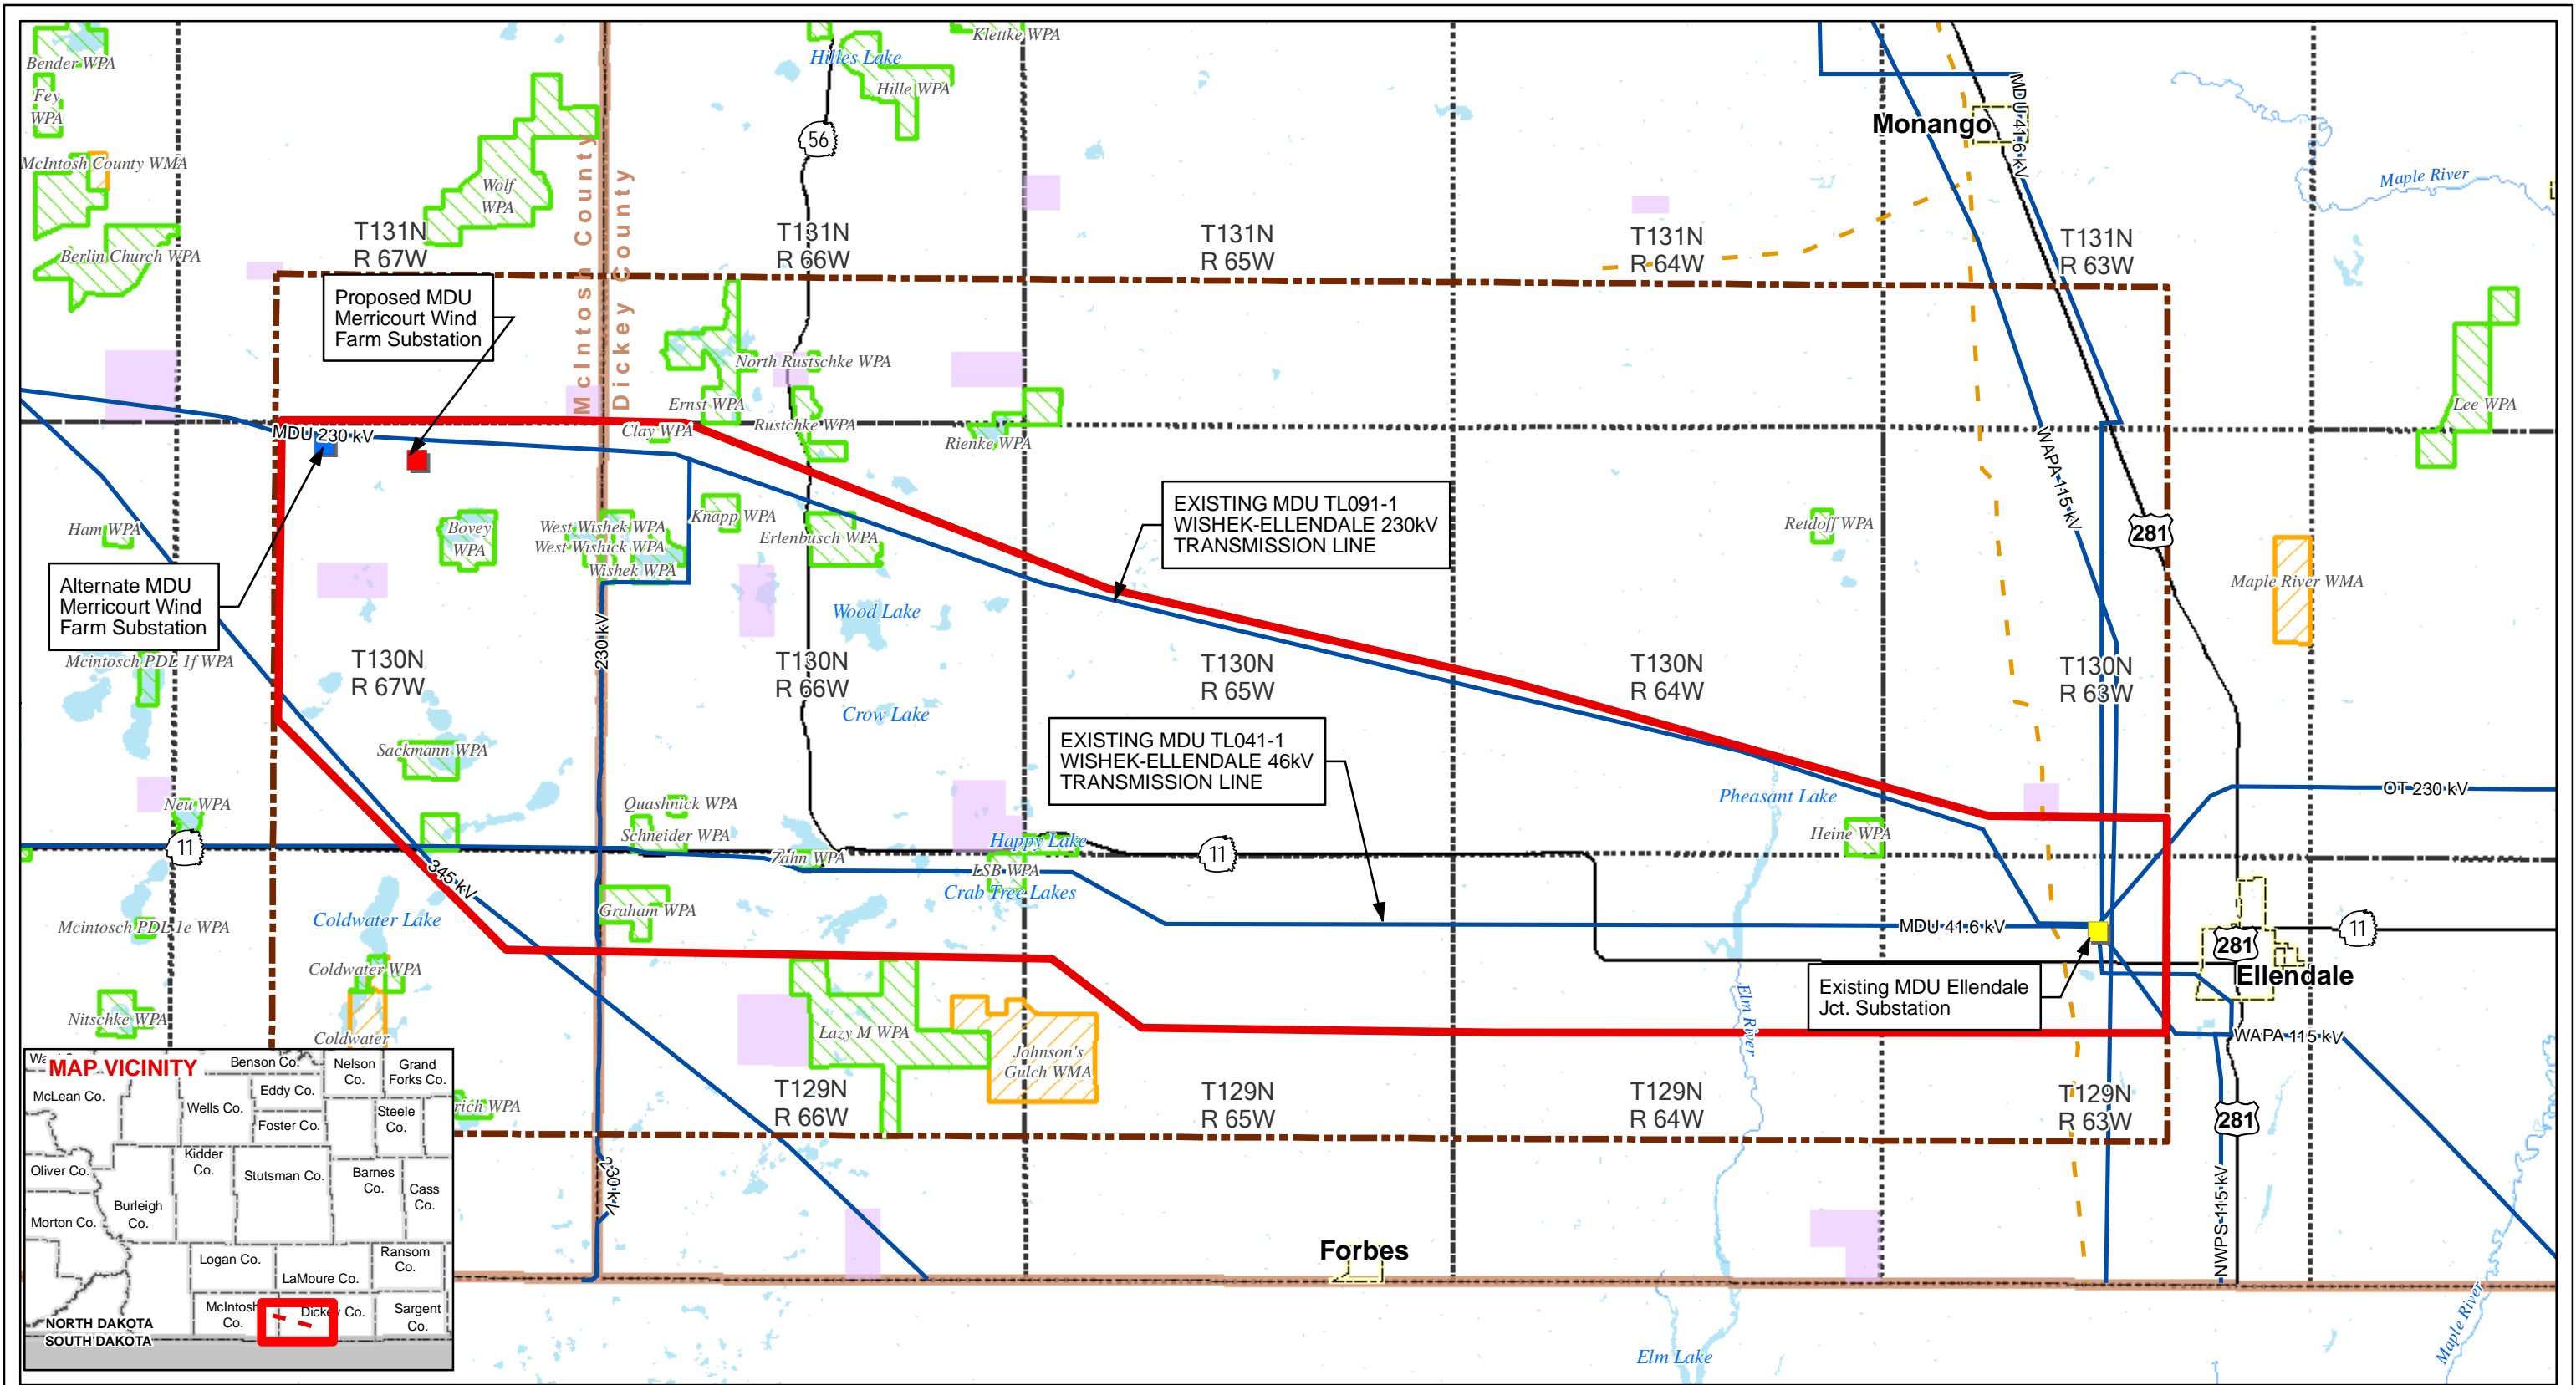 Bender WPA
Fey
WPA
McIntosh County WMA
Berlin Church WPA
Wolf
WPA
Hilles Lake
Hille WPA
Klettke WPA
56
McIntosh County
Dickey County
Monango
MDU 41.6 kV
Maple River
T131N
R 67W
T131N
R 66W
T131N
R 65W
T131N
R 64W
T131N
R 63W
Proposed MDU
Merricourt Wind
Farm Substation
North Rustschke WPA
Ernst WPA
Rustchke WPA
Clay WPA
Rienke WPA
Lee WPA
MDU 230 kV
WAPA 115 kV
Ham WPA
Bovey
WPA
West Wishek WPA
West Wishick WPA
Wishek WPA
Knapp WPA
Erlenbusch WPA
EXISTING MDU TL091-1
WISHEK-ELLENDALE 230kV
TRANSMISSION LINE
Retdoff WPA
281
Maple River WMA
Alternate MDU
Merricourt Wind
Farm Substation
Wood Lake
230 kV
Mcintosch PDL 1f WPA
T130N
R 67W
T130N
R 66W
T130N
R 65W
T130N
R 64W
T130N
R 63W
Crow Lake
Sackmann WPA
EXISTING MDU TL041-1
WISHEK-ELLENDALE 46kV
TRANSMISSION LINE
Pheasant Lake
OT 230 kV
Neu WPA
Quashnick WPA
Schneider WPA
Zahn WPA
Happy Lake
LSB WPA
Crab Tree Lakes
Heine WPA
11
11
345 kV
Graham WPA
Mcintosch PDL 1e WPA
Coldwater Lake
MDU 41.6 kV
11
281
Ellendale
Coldwater WPA
Nitschke WPA
Coldwater
Lazy M WPA
Johnson's
Gulch WMA
Existing MDU Ellendale
Jct. Substation
Elm River
WAPA 115 kV
rich WPA
T129N
R 66W
T129N
R 65W
T129N
R 64W
T129N
R 63W
281
230 kV
NWPS 115 kV
Forbes
Elm Lake
Maple River
MAP VICINITY
McLean Co.
Benson Co.
Nelson
Co.
Grand
Forks Co.
Wells Co.
Eddy Co.
Foster Co.
Steele
Co.
Oliver Co.
Kidder
Co.
Stutsman Co.
Barnes
Co.
Cass
Co.
Burleigh
Co.
Morton Co.
Logan Co.
LaMoure Co.
Ransom
Co.
McIntosh
Co.
Dickey Co.
Sargent
Co.
NORTH DAKOTA
SOUTH DAKOTA